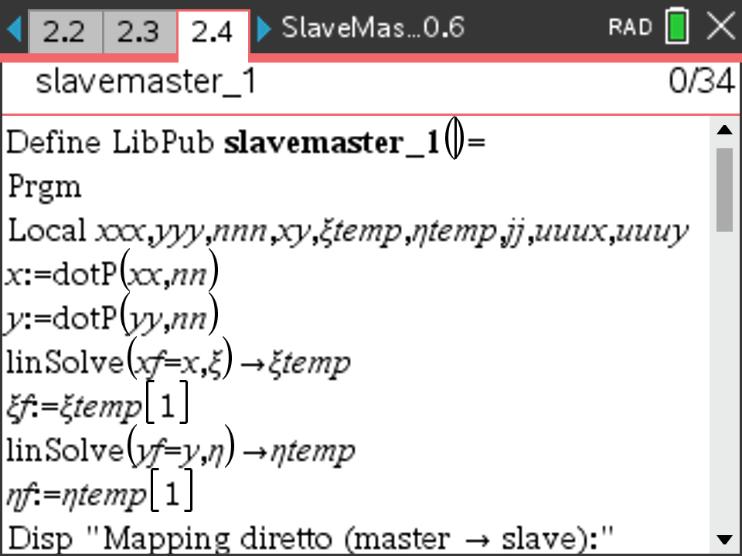 2.2 2.3 2.4 SlaveMas...0.6 RAD
slavemaster_1 0/34
Define LibPub slavemaster_1()=
Prgm
Local xxx,yyy,nnn,xy,ξtemp,ηtemp,jj,uuux,uuuy
x:=dotP(xx,nn)
y:=dotP(yy,nn)
linSolve(xf=x,ξ)→ξtemp
ξf:=ξtemp[1]
linSolve(yf=y,η)→ηtemp
ηf:=ηtemp[1]
Disp "Mapping diretto (master → slave):"